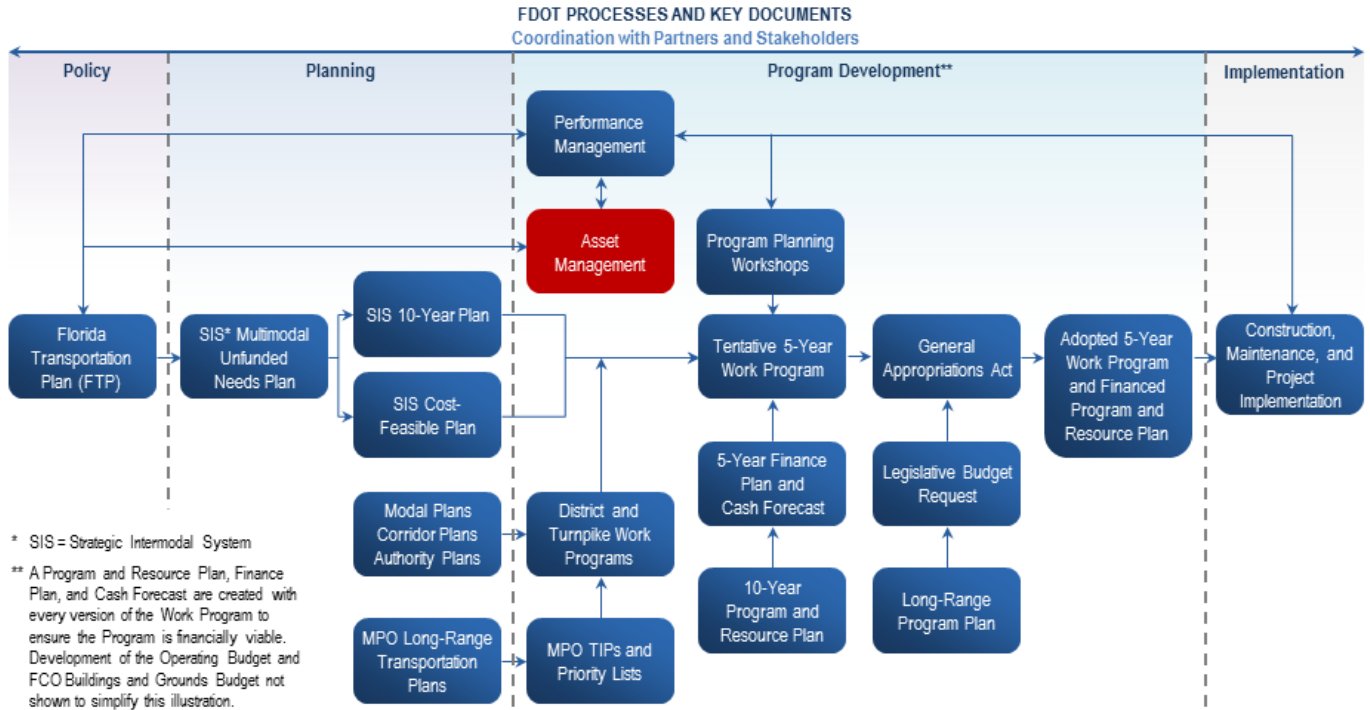 FDOT PROCESSES AND KEY DOCUMENTS
Coordination with Partners and Stakeholders
Policy
Planning
Program Development**
Implementation
Performance
Management
Asset
Management
Program Planning
Workshops
Florida
Transportation
Plan (FTP)
SIS* Multimodal
Unfunded
Needs Plan
SIS 10-Year Plan
SIS Cost-
Feasible Plan
Tentative 5-Year
Work Program
General
Appropriations Act
Adopted 5-Year
Work Program
and Financed
Program and
Resource Plan
Construction,
Maintenance, and
Project
Implementation
5-Year Finance
Plan and
Cash Forecast
Legislative Budget
Request
Modal Plans
Corridor Plans
Authority Plans
District and
Turnpike Work
Programs
10-Year
Program and
Resource Plan
Long-Range
Program Plan
MPO Long-Range
Transportation
Plans
MPO TIPs and
Priority Lists
* SIS = Strategic Intermodal System
** A Program and Resource Plan, Finance
Plan, and Cash Forecast are created with
every version of the Work Program to
ensure the Program is financially viable.
Development of the Operating Budget and
FCO Buildings and Grounds Budget not
shown to simplify this illustration.